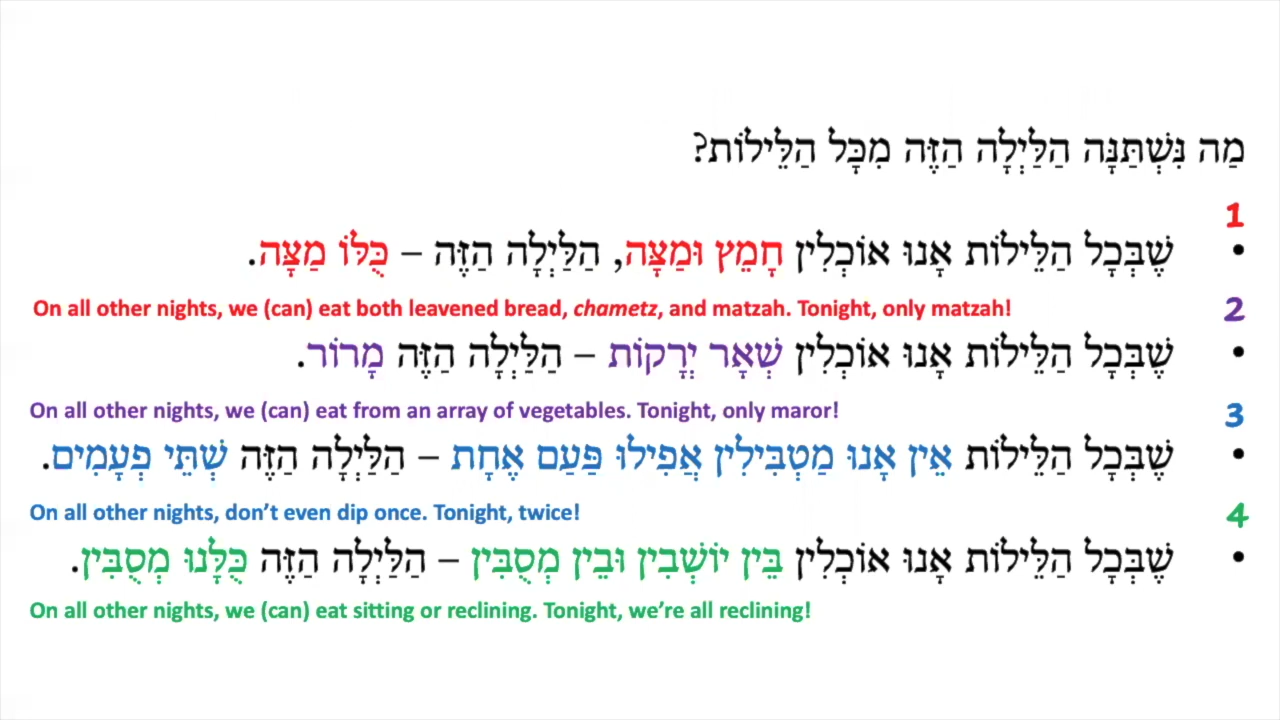 מַה נִּשְׁתַּנָּה הַלַּיְלָה הַזֶּה מִכָּל הַלֵּילוֹת?
1
• שֶׁבְּכָל הַלֵּילוֹת אָנוּ אוֹכְלִין חָמֵץ וּמַצָּה, הַלַּיְלָה הַזֶּה – כֻּלּוֹ מַצָּה.
On all other nights, we (can) eat both leavened bread, chametz, and matzah. Tonight, only matzah!
2
• שֶׁבְּכָל הַלֵּילוֹת אָנוּ אוֹכְלִין שְׁאָר יְרָקוֹת – הַלַּיְלָה הַזֶּה מָרוֹר.
On all other nights, we (can) eat from an array of vegetables. Tonight, only maror!
3
• שֶׁבְּכָל הַלֵּילוֹת אֵין אָנוּ מַטְבִּילִין אֲפִילוּ פַּעַם אֶחָת – הַלַּיְלָה הַזֶּה שְׁתֵּי פְעָמִים.
On all other nights, don’t even dip once. Tonight, twice!
4
• שֶׁבְּכָל הַלֵּילוֹת אָנוּ אוֹכְלִין בֵּין יוֹשְׁבִין וּבֵין מְסֻבִּין – הַלַּיְלָה הַזֶּה כֻּלָּנוּ מְסֻבִּין.
On all other nights, we (can) eat sitting or reclining. Tonight, we’re all reclining!